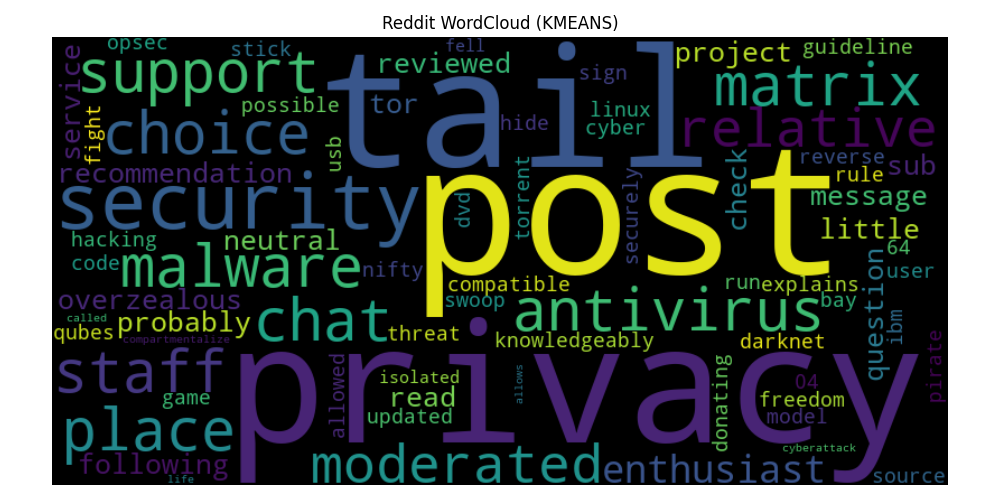 Reddit WordCloud (KMEANS)
opsec
stick
fell
project
guideline
support
reviewed
sign
matrix
service
possible
tor
tail
linux
fight
choice
hide
cyber
relative
usb
reverse
sub
recommendation
check
rule
security
dvd
torrent
securely
post
message
little
hacking
neutral
64
code
malware
nifty
run
explains
question
user
overzealous
compatible
swoop
bay
called
qubes
probably
chat
antivirus
ibm
compartmentalize
threat
knowledgeably
darknet
staff
privacy
pirate
isolated
allows
04
game
allowed
read
donating
freedom
place
updated
model
following
moderated
enthusiast
cyberattack
life
source